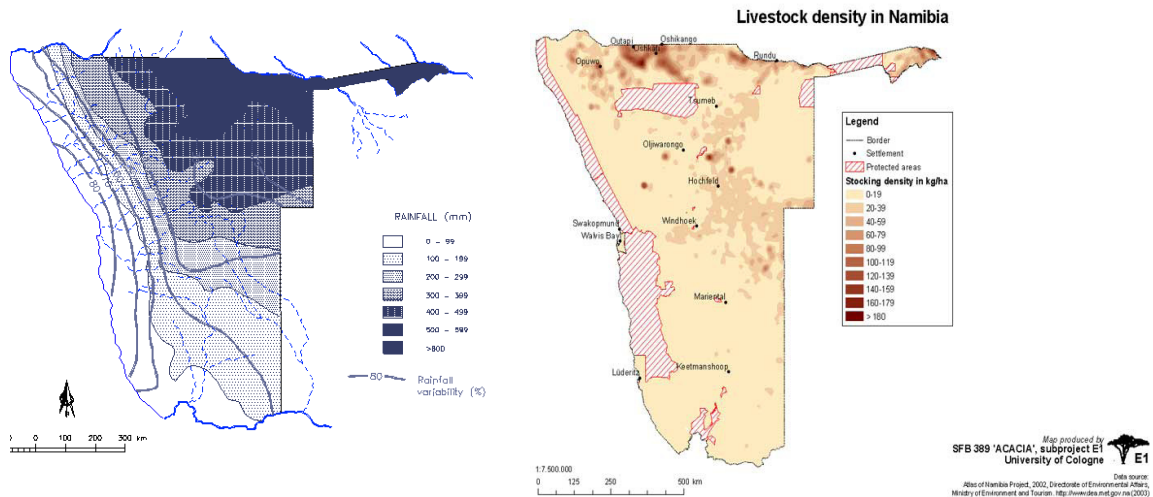 80
RAINFALL (mm)
0 - 99
100 - 199
200 - 299
300 - 399
400 - 499
500 - 599
>600
80 Rainfall
variability (%)
0 100 200 300 km
Livestock density in Namibia
Oshikango
Outapi
Oshikati
Opuwo
Rundu
Tsumeb
Otjiwarongo
Hochfeld
Windhoek
Swakopmund
Walvis Bay
Mariental
Lüderitz
Keetmanshoop
Legend
Border
Settlement
Protected areas
Stocking density in kg/ha
0-19
20-39
40-59
60-79
80-99
100-119
120-139
140-159
160-179
> 180
1:7.500.000
0 125 250 500 km
Map produced by
SFB 389 'ACACIA', subproject E1
University of Cologne
E1
Data source:
Atlas of Namibia Project, 2002, Directorate of Environmental Affairs,
Ministry of Environment and Tourism. http://www.dea.met.gov.na (2003)